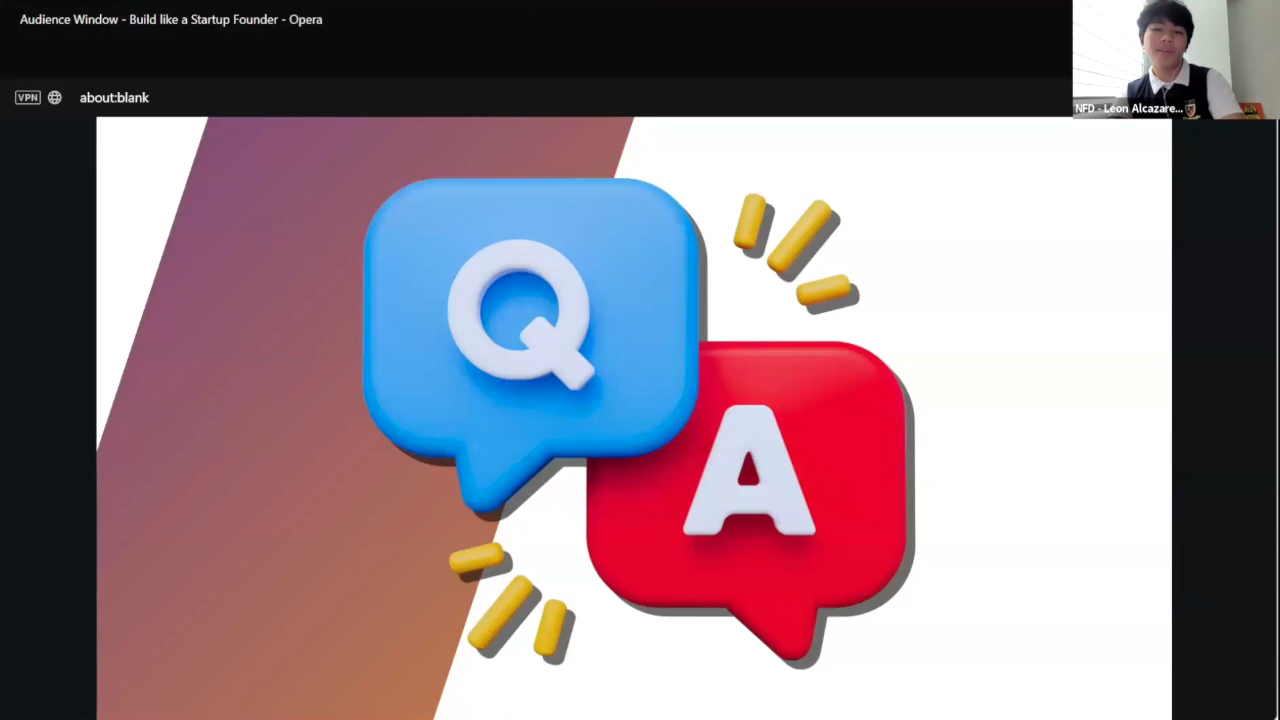 Audience Window - Build like a Startup Founder - Opera
VPN
about:blank
NFD - Leon Alcazare...
Q
A